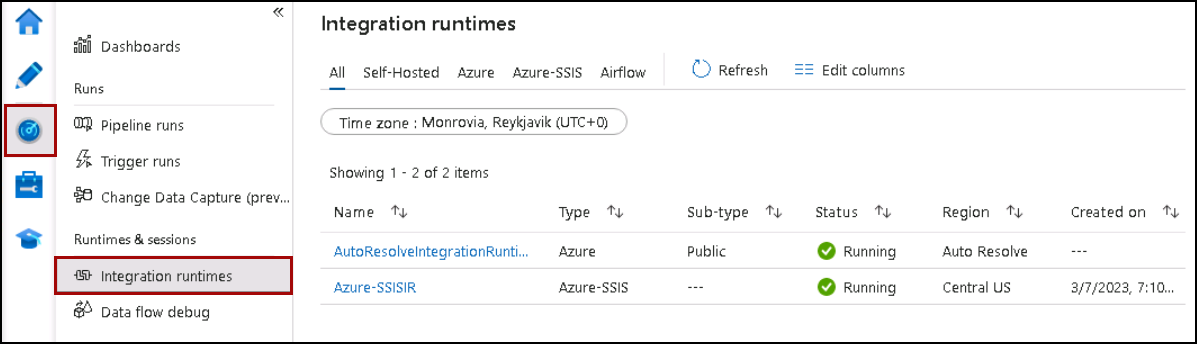 Dashboards
Runs
Pipeline runs
Trigger runs
Change Data Capture (prev...
Runtimes & sessions
Integration runtimes
Data flow debug
Integration runtimes
All Self-Hosted Azure Azure-SSIS Airflow Refresh Edit columns
Time zone : Monrovia, Reykjavik (UTC+0)
Showing 1 - 2 of 2 items
Name Type Sub-type Status Region Created on
AutoResolveIntegrationRunti... Azure Public Running Auto Resolve ---
Azure-SSISIR Azure-SSIS --- Running Central US 3/7/2023, 7:10...